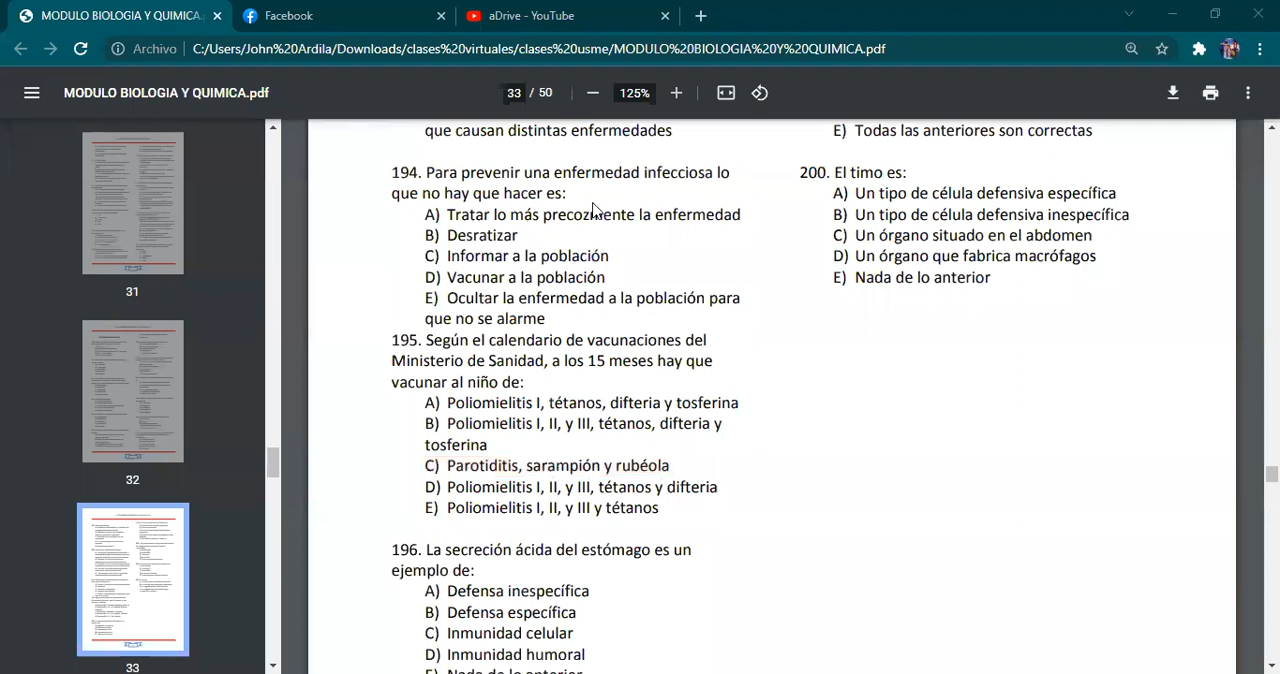 MODULO BIOLOGIA Y QUIMICA.
Facebook
aDrive - YouTube
Archivo
C:/Users/John%20Ardila/Downloads/clases%20virtuales/clases%20usme/MODULO%20BIOLOGIA%20Y%20QUIMICA.pdf
MODULO BIOLOGIA Y QUIMICA.pdf
33 / 50
125%
31
32
33
que causan distintas enfermedades
194. Para prevenir una enfermedad infecciosa lo
que no hay que hacer es:
A) Tratar lo más precozmente la enfermedad
B) Desratizar
C) Informar a la población
D) Vacunar a la población
E) Ocultar la enfermedad a la población para
que no se alarme
195. Según el calendario de vacunaciones del
Ministerio de Sanidad, a los 15 meses hay que
vacunar al niño de:
A) Poliomielitis I, tétanos, difteria y tosferina
B) Poliomielitis I, II, y III, tétanos, difteria y
tosferina
C) Parotiditis, sarampión y rubéola
D) Poliomielitis I, II, y III, tétanos y difteria
E) Poliomielitis I, II, y III y tétanos
196. La secreción ácida del estómago es un
ejemplo de:
A) Defensa inespecífica
B) Defensa específica
C) Inmunidad celular
D) Inmunidad humoral
E) Nada de lo anterior
E) Todas las anteriores son correctas
200. El timo es:
A) Un tipo de célula defensiva específica
B) Un tipo de célula defensiva inespecífica
C) Un órgano situado en el abdomen
D) Un órgano que fabrica macrófagos
E) Nada de lo anterior